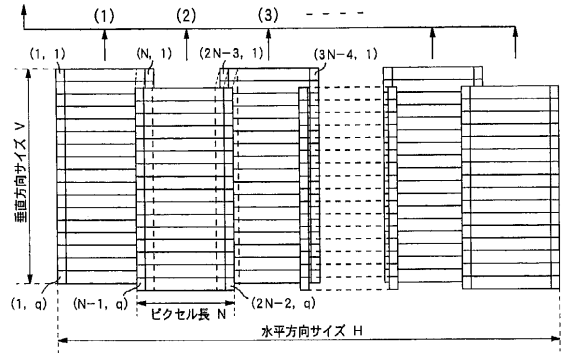 (1) (2) (3) - - - -
(1, 1) (N, 1) (2N-3, 1) (3N-4, 1)
垂直方向サイズ V
(1, q) (N-1, q) (2N-2, q)
ピクセル長 N
水平方向サイズ H